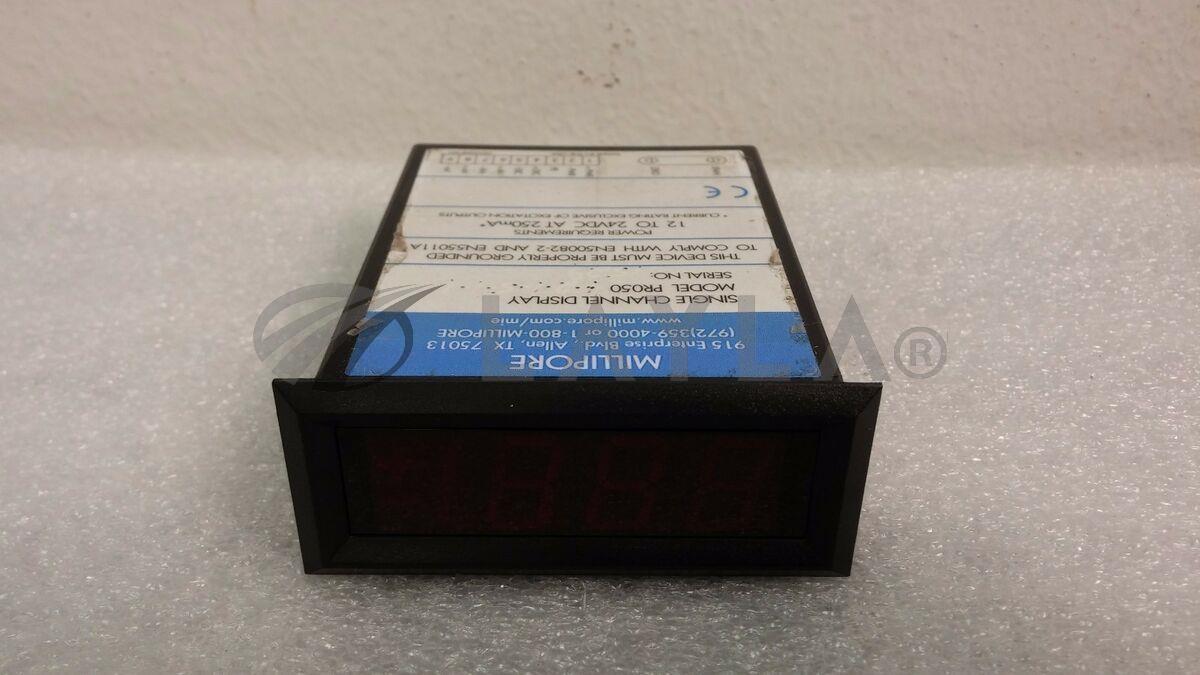 MILLIPORE
915 Enterprise Blvd., Allen, TX 75013
(972)359-4000 or 1-800-MILLIPORE
www.millipore.com/mie
SINGLE CHANNEL DISPLAY
MODEL PR050
SERIAL NO:
THIS DEVICE MUST BE PROPERLY GROUNDED
TO COMPLY WITH EN50082-2 AND EN55011A
POWER REQUIREMENTS
12 TO 24VDC AT 250mA*
* CURRENT RATING EXCLUSIVE OF EXCITATION OUTPUTS
CE
LAYLA®